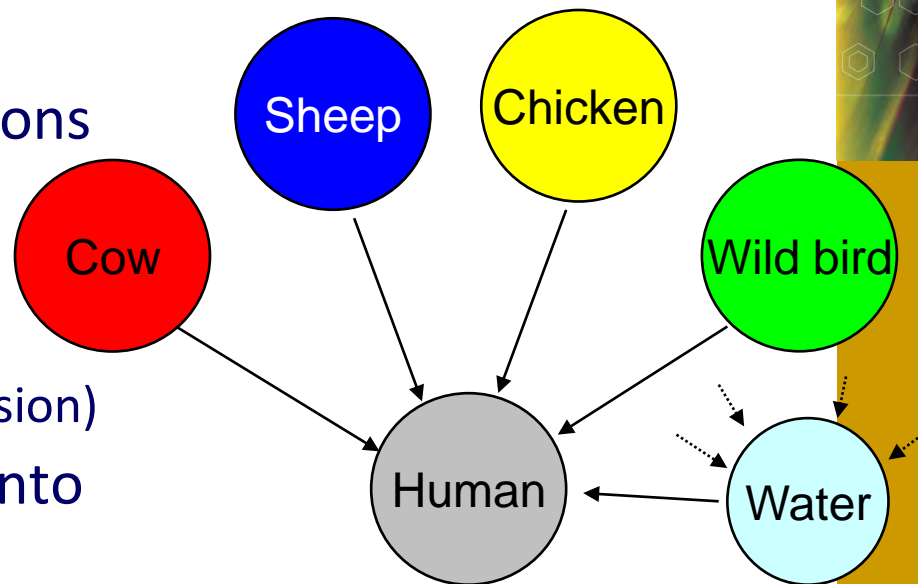 ons
Sheep
Chicken
Cow
Wild bird
sion)
nto
Human
Water